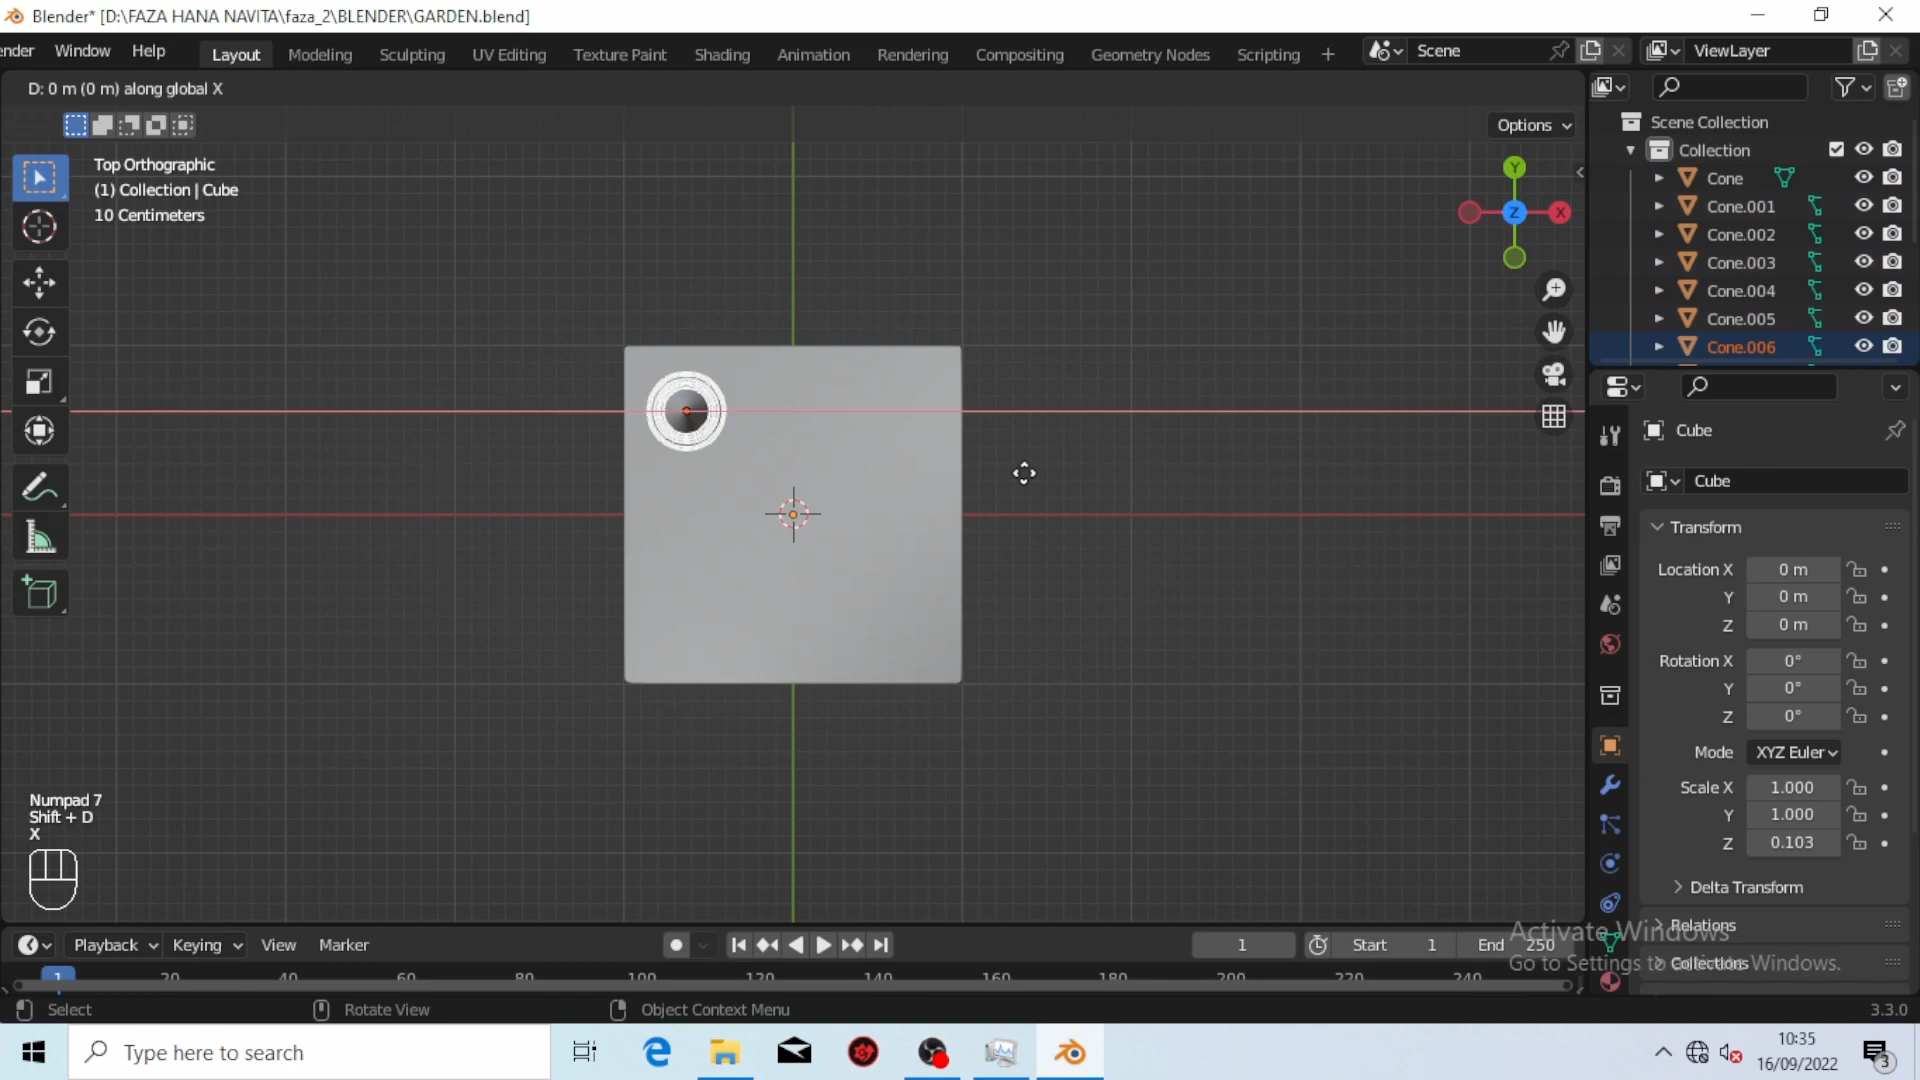 Blender* [D:\FAZA HANA NAVITA\faza_2\BLENDER\GARDEN.blend]
ender Window Help Layout Modeling Sculpting UV Editing Texture Paint Shading Animation Rendering Compositing Geometry Nodes Scripting + Scene ViewLayer
D: 0 m (0 m) along global X
Options
Top Orthographic
(1) Collection | Cube
10 Centimeters
Y
X
Z
Scene Collection
Collection
Cone
Cone.001
Cone.002
Cone.003
Cone.004
Cone.005
Cone.006
Cube
Cube
Transform
Location X 0 m
Y 0 m
Z 0 m
Rotation X 0°
Y 0°
Z 0°
Mode XYZ Euler
Scale X 1.000
Y 1.000
Z 0.103
Delta Transform
Relations
Collections
Numpad 7
Shift + D
X
Activate Windows
Go to Settings to activate Windows.
Playback Keying View Marker 1 Start 1 End 250
1 20 40 60 80 100 120 140 160 180 200 220 240
Select Rotate View Object Context Menu 3.3.0
Type here to search
10:35
16/09/2022
3